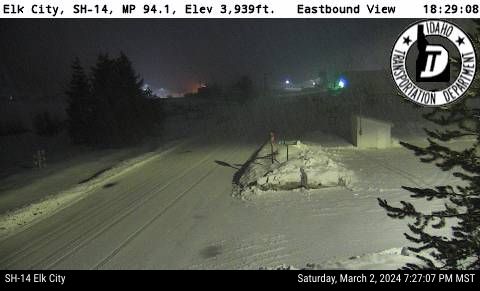 Elk City, SH-14, MP 94.1, Elev 3,939ft. Eastbound View 18:29:08
IDAHO
TRANSPORTATION DEPARTMENT
SH-14 Elk City Saturday, March 2, 2024 7:27:07 PM MST